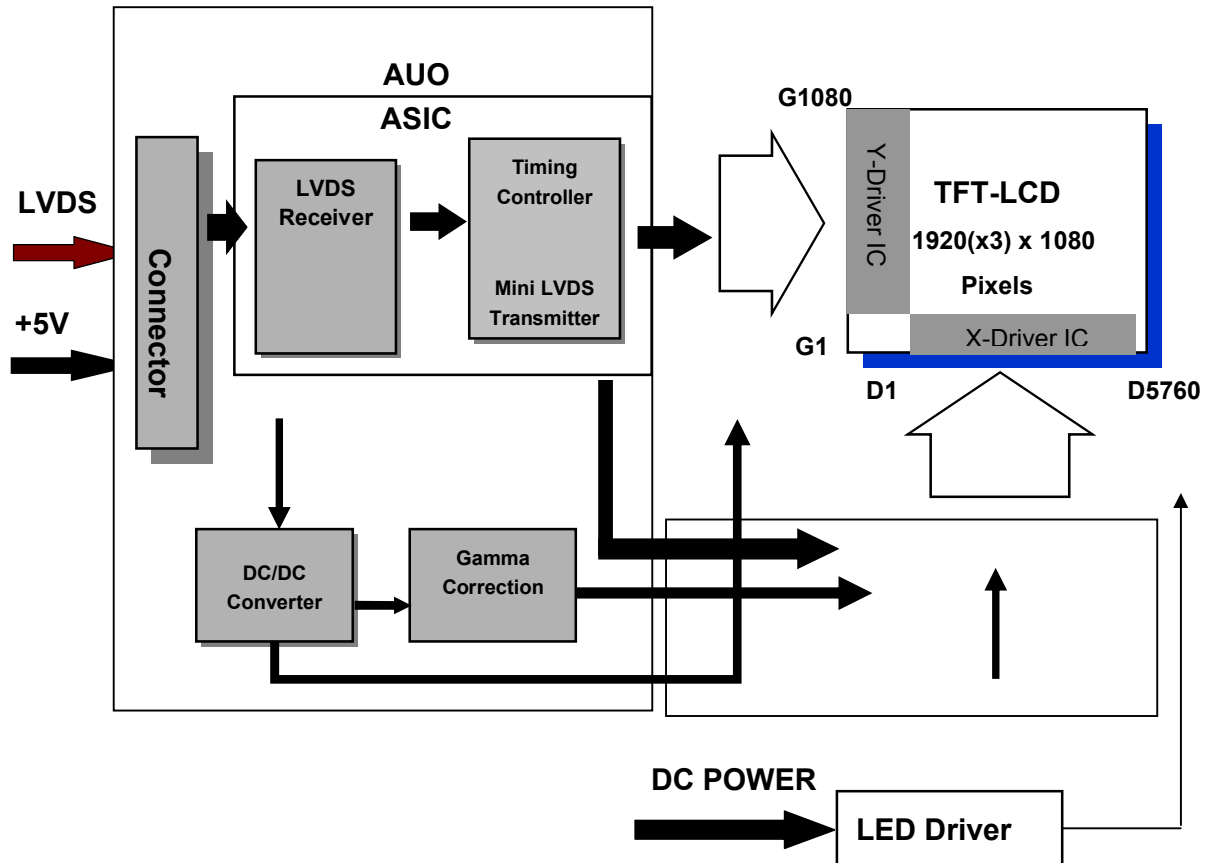 AUO
ASIC
LVDS
+5V
Connector
LVDS
Receiver
Timing
Controller
Mini LVDS
Transmitter
G1080
G1
Y-Driver IC
TFT-LCD
1920(x3) x 1080
Pixels
X-Driver IC
D1
D5760
DC/DC
Converter
Gamma
Correction
DC POWER
LED Driver